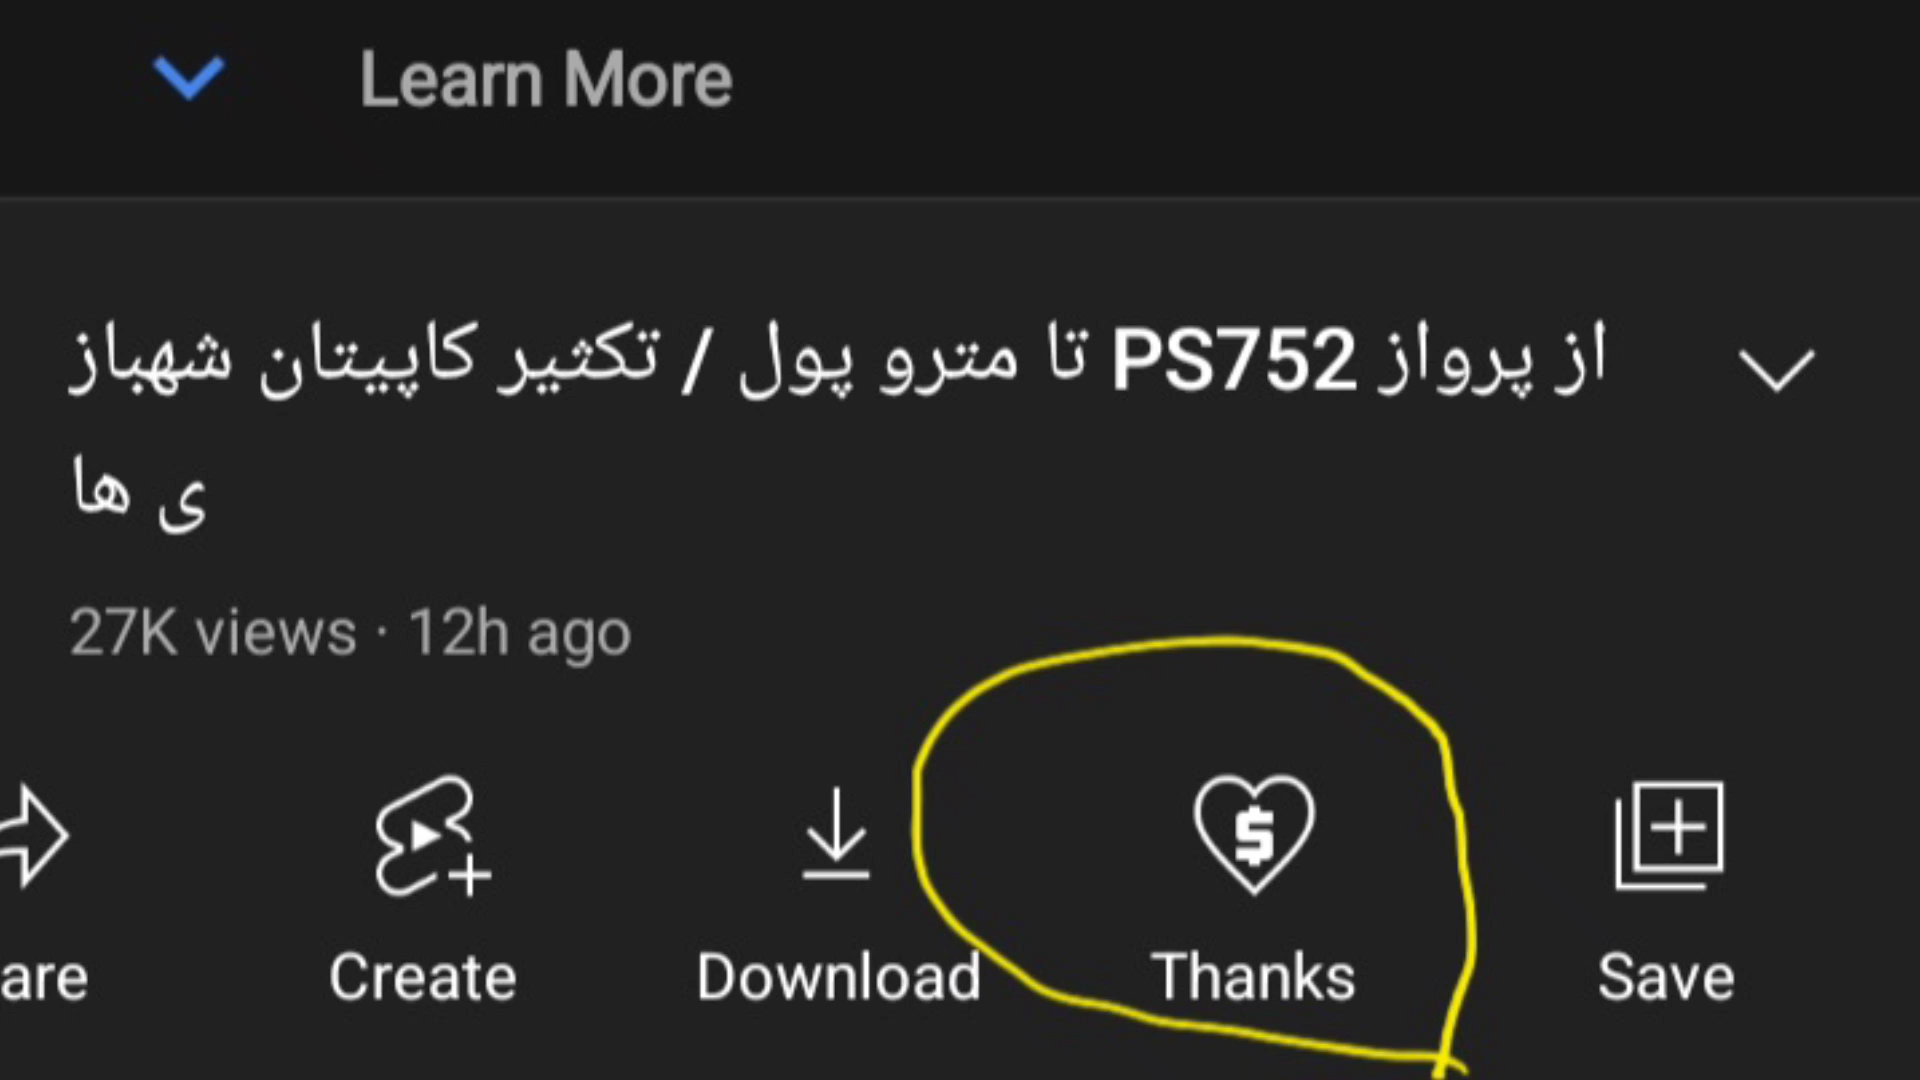 Learn More
از پرواز PS752 تا مترو پول / تکثیر کاپیتان شهباز
ی ها
27K views · 12h ago
are
Create
Download
Thanks
Save